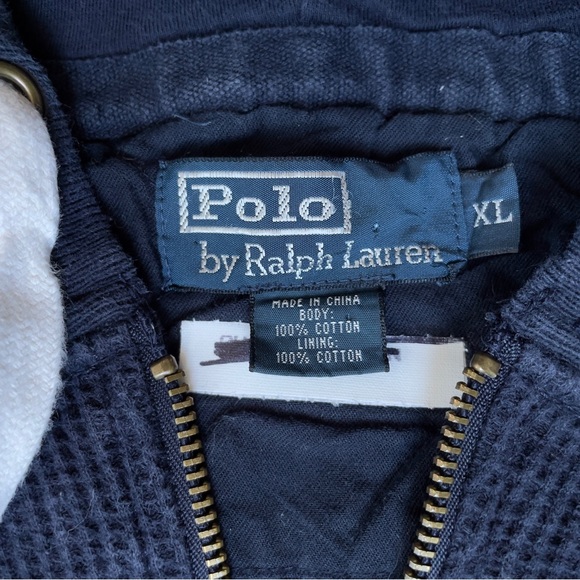 Polo
by Ralph Lauren
XL
MADE IN CHINA
BODY:
100% COTTON
LINING:
100% COTTON